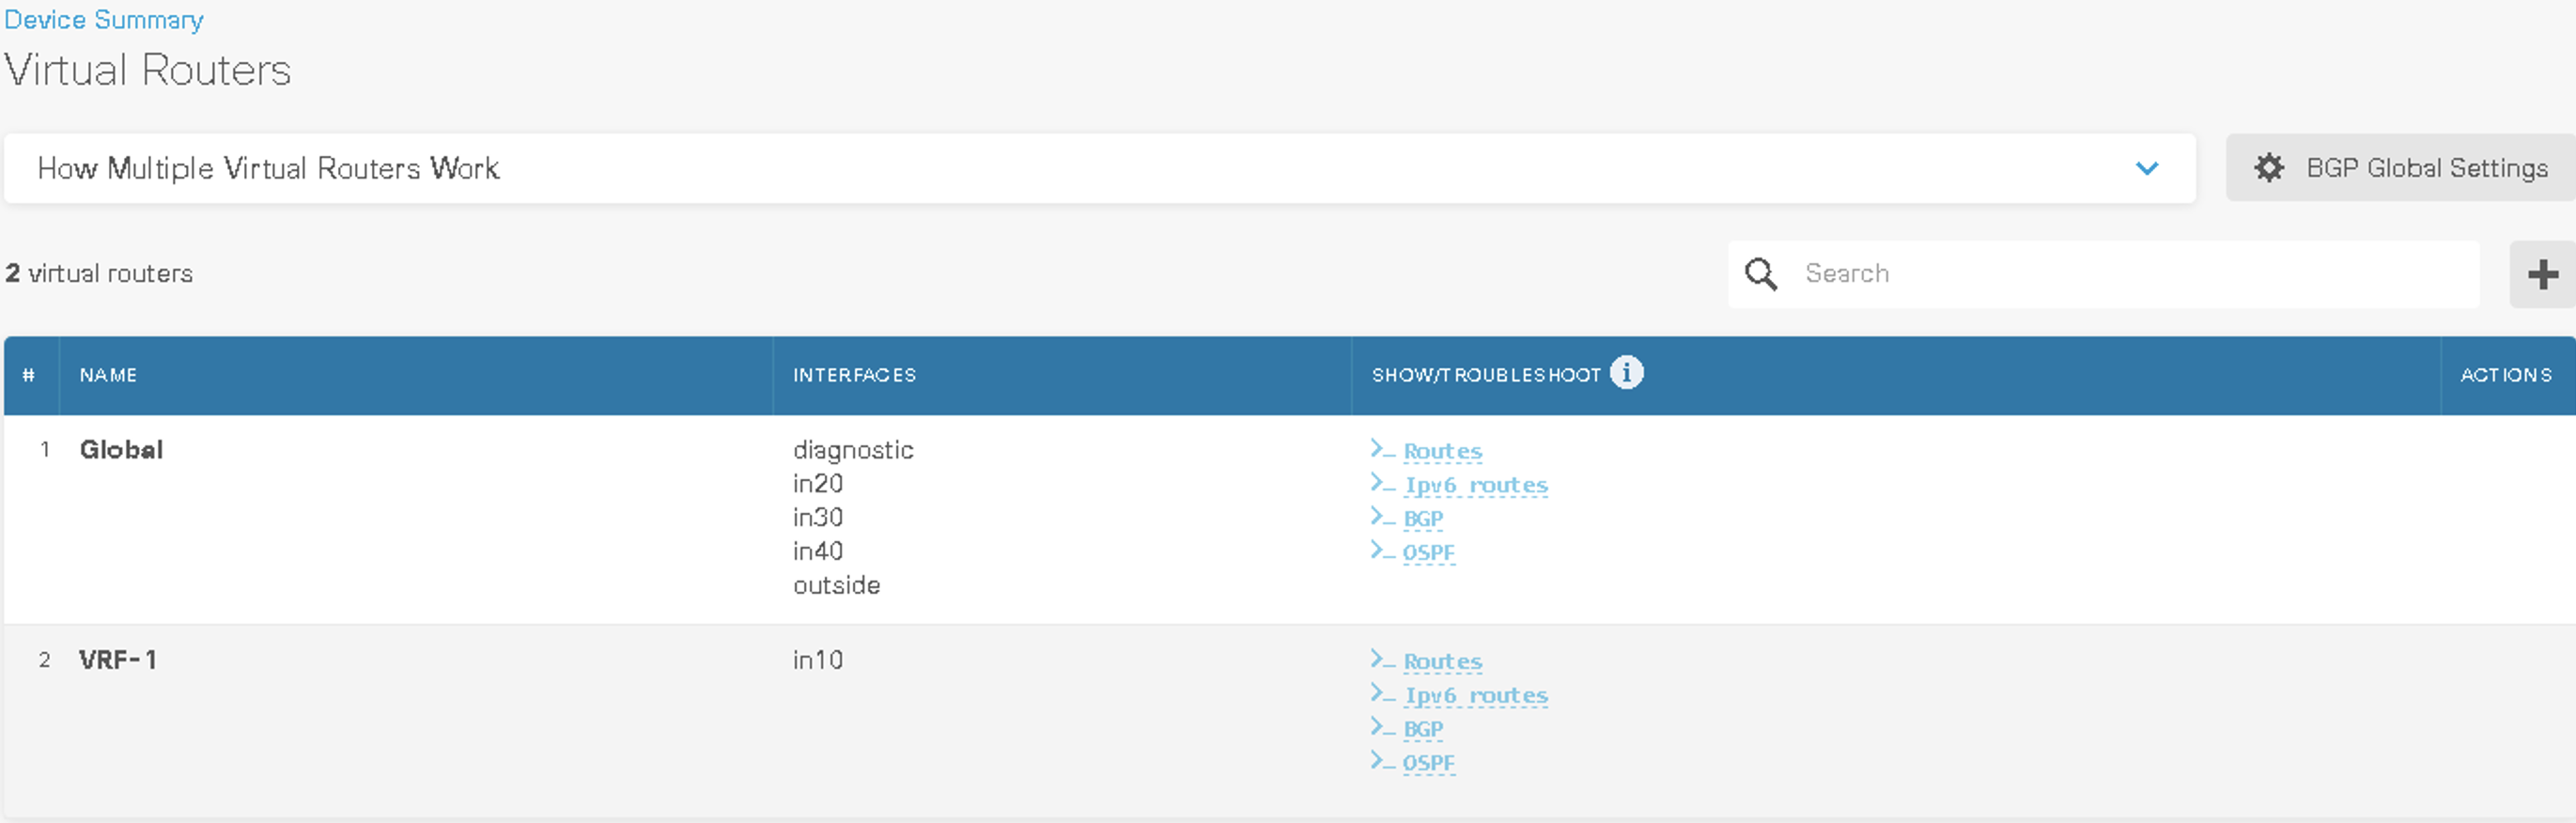 Device Summary
Virtual Routers
How Multiple Virtual Routers Work
BGP Global Settings
2 virtual routers
Search
# NAME INTERFACES SHOW/TROUBLESHOOT i ACTIONS
1 Global diagnostic >_ Routes
in20 >_ Ipv6 routes
in30 >_ BGP
in40 >_ OSPF
outside
2 VRF-1 in10 >_ Routes
>_ Ipv6 routes
>_ BGP
>_ OSPF